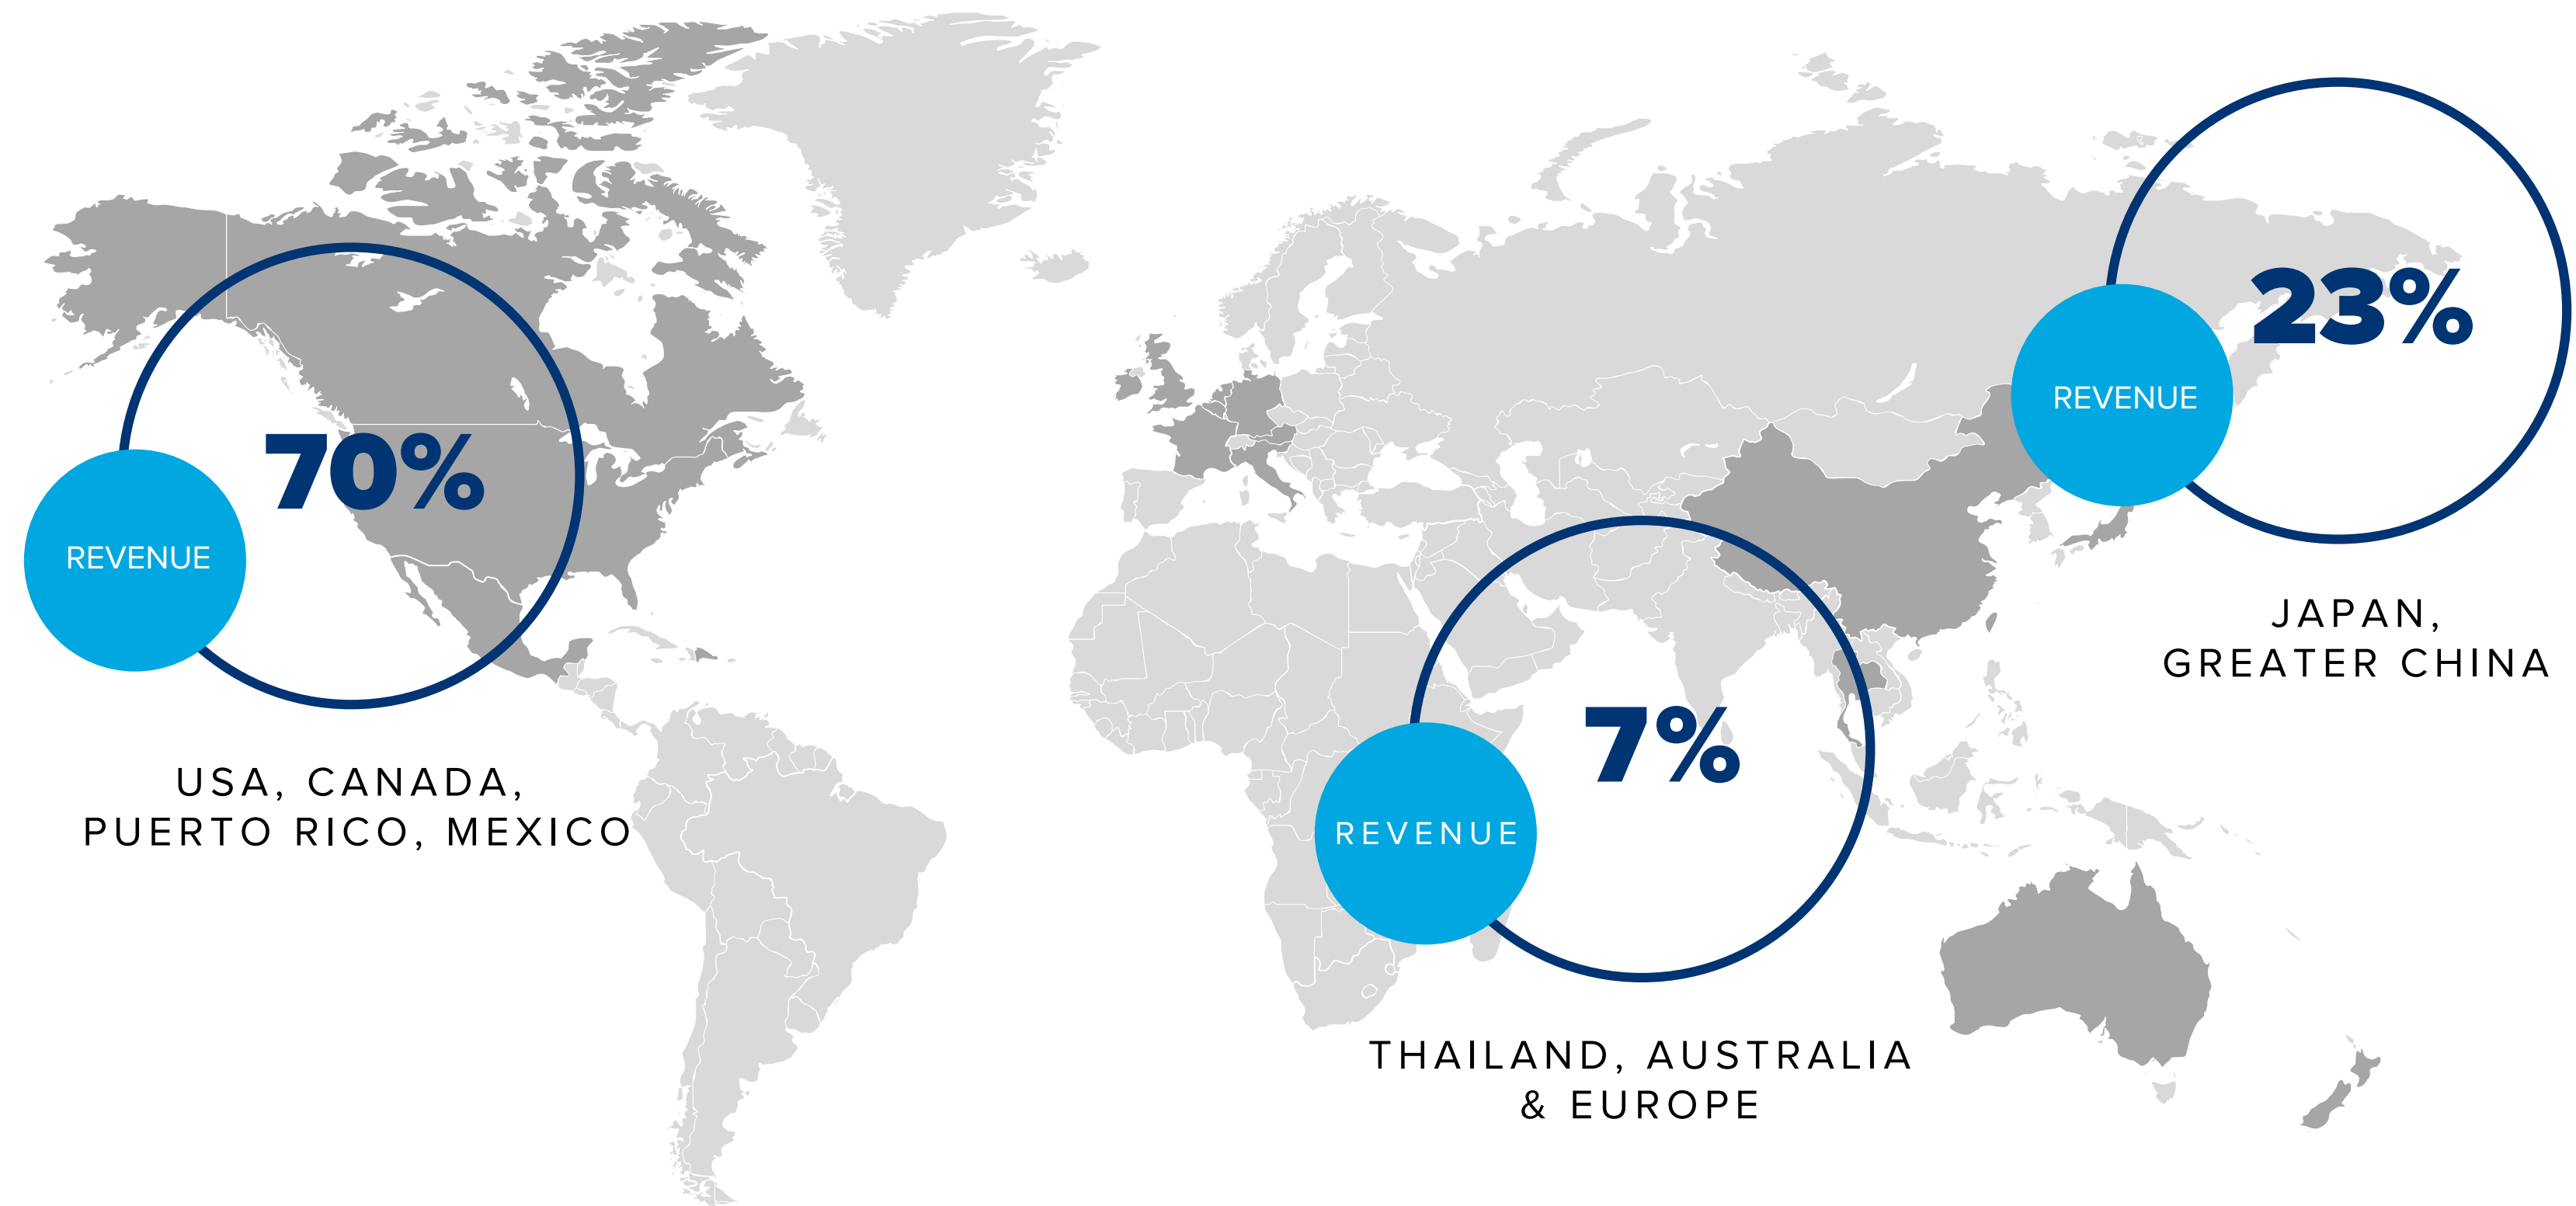 70%
REVENUE
USA, CANADA,
PUERTO RICO, MEXICO
7%
REVENUE
THAILAND, AUSTRALIA
& EUROPE
23%
REVENUE
JAPAN,
GREATER CHINA